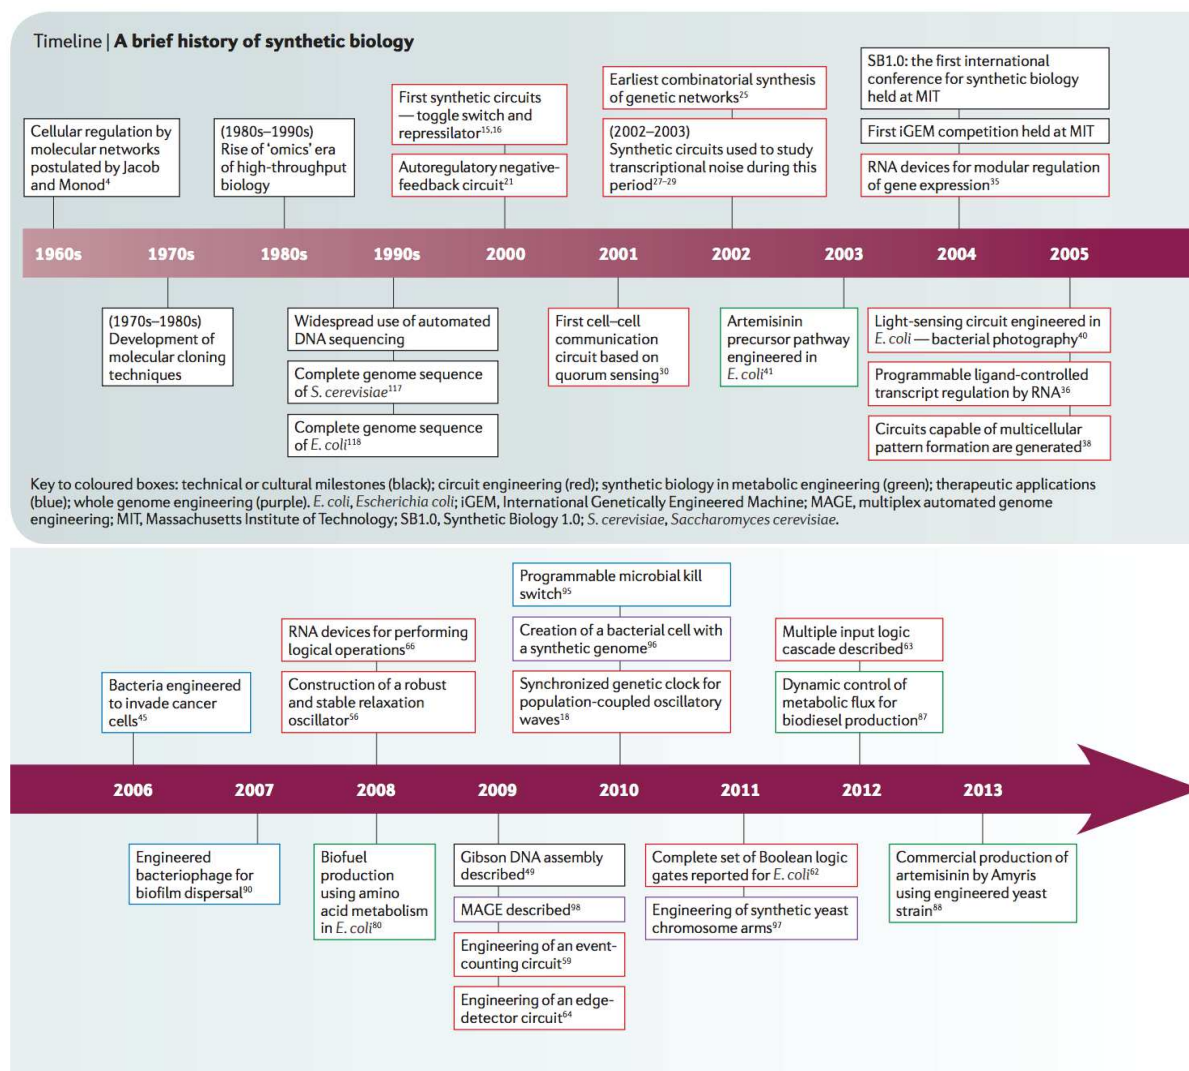 Timeline | A brief history of synthetic biology
Cellular regulation by
molecular networks
postulated by Jacob
and Monod4
(1980s–1990s)
Rise of 'omics' era
of high-throughput
biology
First synthetic circuits
— toggle switch and
repressilator15,16
Autoregulatory negative-
feedback circuit21
Earliest combinatorial synthesis
of genetic networks25
(2002–2003)
Synthetic circuits used to study
transcriptional noise during this
period27–29
SB1.0: the first international
conference for synthetic biology
held at MIT
First iGEM competition held at MIT
RNA devices for modular regulation
of gene expression35
1960s 1970s 1980s 1990s 2000 2001 2002 2003 2004 2005
(1970s–1980s)
Development of
molecular cloning
techniques
Widespread use of automated
DNA sequencing
Complete genome sequence
of S. cerevisiae117
Complete genome sequence
of E. coli118
First cell–cell
communication
circuit based on
quorum sensing30
Artemisinin
precursor pathway
engineered in
E. coli41
Light-sensing circuit engineered in
E. coli — bacterial photography40
Programmable ligand-controlled
transcript regulation by RNA36
Circuits capable of multicellular
pattern formation are generated38
Key to coloured boxes: technical or cultural milestones (black); circuit engineering (red); synthetic biology in metabolic engineering (green); therapeutic applications
(blue); whole genome engineering (purple). E. coli, Escherichia coli; iGEM, International Genetically Engineered Machine; MAGE, multiplex automated genome
engineering; MIT, Massachusetts Institute of Technology; SB1.0, Synthetic Biology 1.0; S. cerevisiae, Saccharomyces cerevisiae.
Bacteria engineered
to invade cancer
cells45
RNA devices for performing
logical operations66
Construction of a robust
and stable relaxation
oscillator56
Programmable microbial kill
switch95
Creation of a bacterial cell with
a synthetic genome96
Synchronized genetic clock for
population-coupled oscillatory
waves18
Multiple input logic
cascade described63
Dynamic control of
metabolic flux for
biodiesel production87
2006 2007 2008 2009 2010 2011 2012 2013
Engineered
bacteriophage for
biofilm dispersal90
Biofuel
production
using amino
acid metabolism
in E. coli80
Gibson DNA assembly
described49
MAGE described98
Engineering of an event-
counting circuit59
Engineering of an edge-
detector circuit64
Complete set of Boolean logic
gates reported for E. coli62
Engineering of synthetic yeast
chromosome arms97
Commercial production of
artemisinin by Amyris
using engineered yeast
strain88